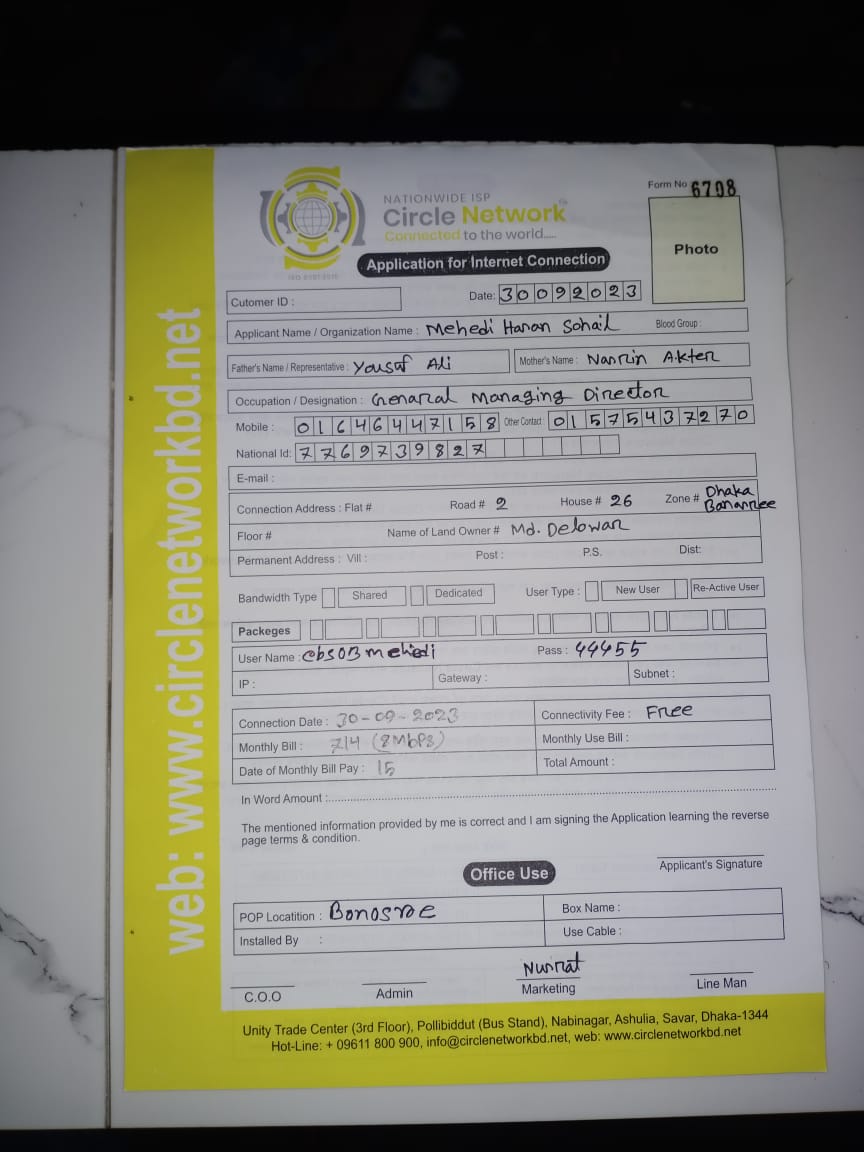 web: www.circlenetworkbd.net
NATIONWIDE ISP
Circle Network
Connected to the world.....
ISO 9001:2015
Form No 6798
Photo
Application for Internet Connection
Cutomer ID :
Date: 30092023
Applicant Name / Organization Name : Mehedi Hasan Sohail Blood Group :
Father's Name / Representative : Yousuf Ali Mother's Name : Nasrin Akter
Occupation / Designation : Genaral Managing Director
Mobile : 01646447158 Other Contact : 01575437270
National Id: 7769739827
E-mail :
Connection Address : Flat # Road # 2 House # 26 Zone # Dhaka Banasree
Floor # Name of Land Owner # Md. Delowar
Permanent Address : Vill : Post : P.S. Dist:
Bandwidth Type Shared Dedicated User Type : New User Re-Active User
Packeges
User Name : cbsoBmehedi Pass : 44455
IP : Gateway : Subnet :
Connection Date : 30-09-2023 Connectivity Fee : Free
Monthly Bill : 714 (8Mbps) Monthly Use Bill :
Date of Monthly Bill Pay : 15 Total Amount :
In Word Amount :
The mentioned information provided by me is correct and I am signing the Application learning the reverse
page terms & condition.
Applicant's Signature
Office Use
POP Locatition : Bonosree Box Name :
Installed By : Use Cable :
Nusrat
C.O.O Admin Marketing Line Man
Unity Trade Center (3rd Floor), Pollibiddut (Bus Stand), Nabinagar, Ashulia, Savar, Dhaka-1344
Hot-Line: + 09611 800 900, info@circlenetworkbd.net, web: www.circlenetworkbd.net